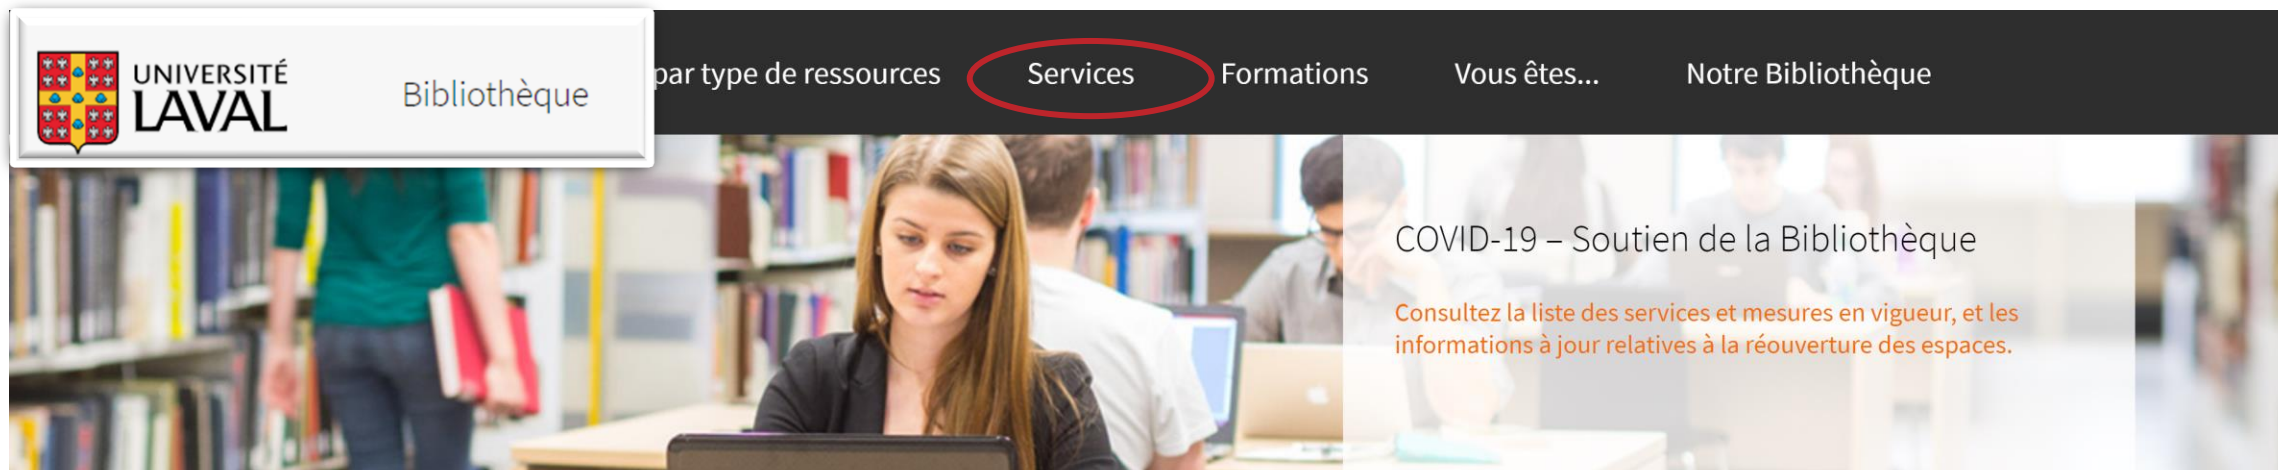 UNIVERSITÉ
LAVAL
Bibliothèque
par type de ressources
Services
Formations
Vous êtes...
Notre Bibliothèque
COVID-19 – Soutien de la Bibliothèque
Consultez la liste des services et mesures en vigueur, et les
informations à jour relatives à la réouverture des espaces.